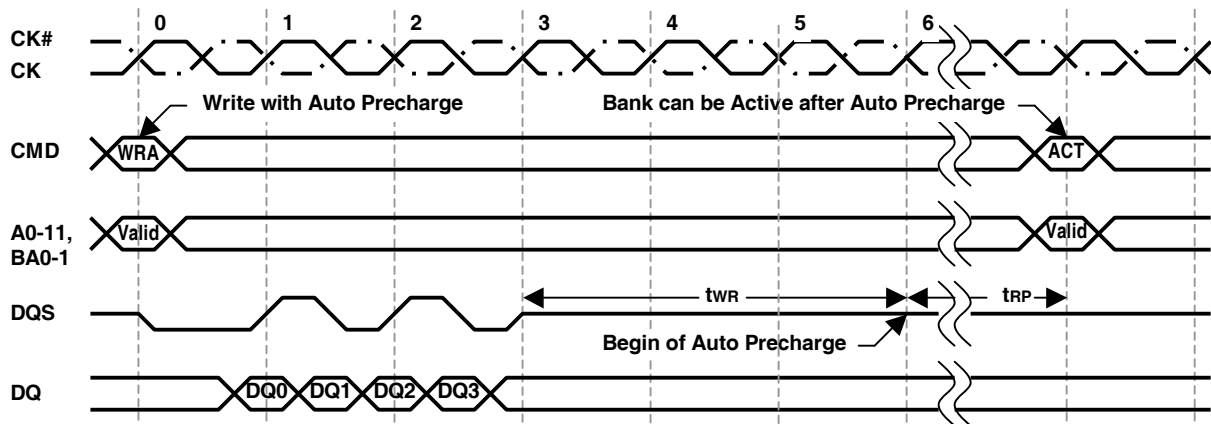 0 1 2 3 4 5 6
CK#
CK
Write with Auto Precharge
Bank can be Active after Auto Precharge
CMD
WRA
ACT
A0-11,
BA0-1
Valid
Valid
DQS
tWR
tRP
Begin of Auto Precharge
DQ
DQ0 DQ1 DQ2 DQ3